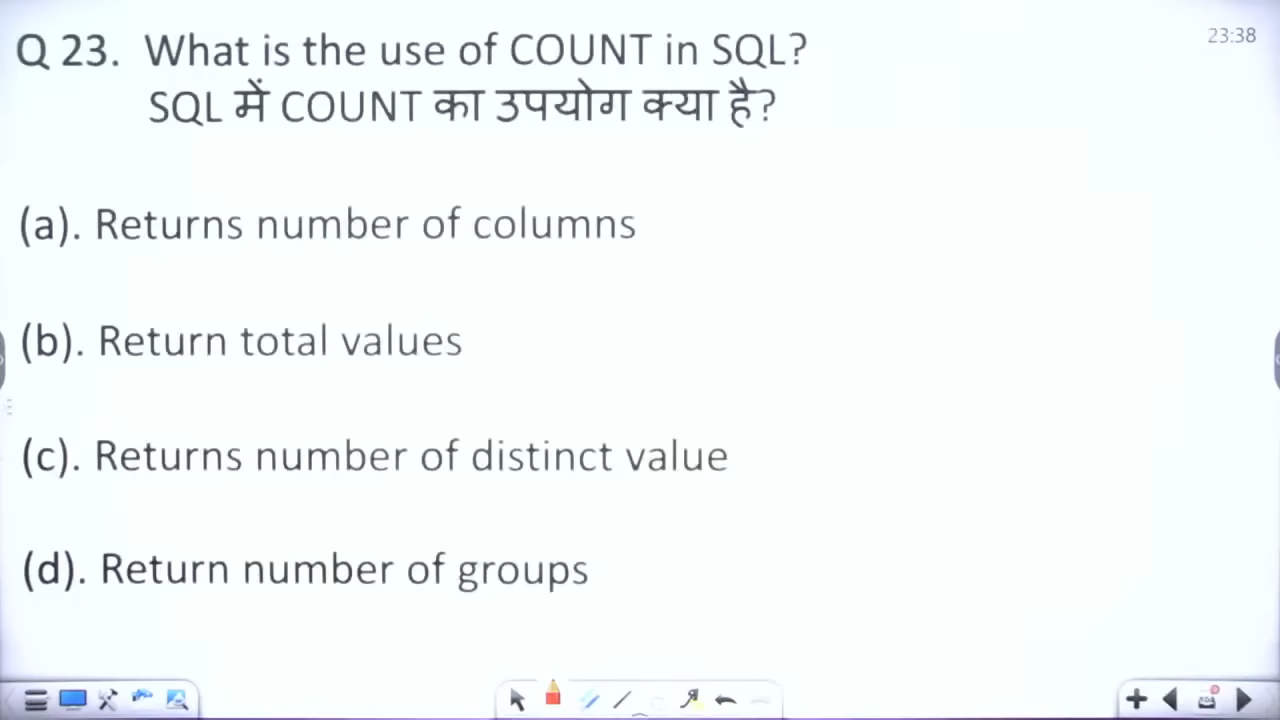 Q 23. What is the use of COUNT in SQL?
23:38
SQL में COUNT का उपयोग क्या है?
(a). Returns number of columns
(b). Return total values
(c). Returns number of distinct value
(d). Return number of groups